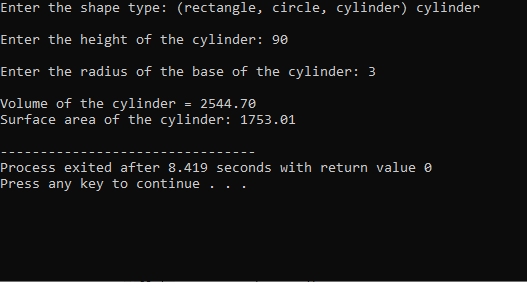 Enter the shape type: (rectangle, circle, cylinder) cylinder
Enter the height of the cylinder: 90
Enter the radius of the base of the cylinder: 3
Volume of the cylinder = 2544.70
Surface area of the cylinder: 1753.01
--------------------------------
Process exited after 8.419 seconds with return value 0
Press any key to continue . . .